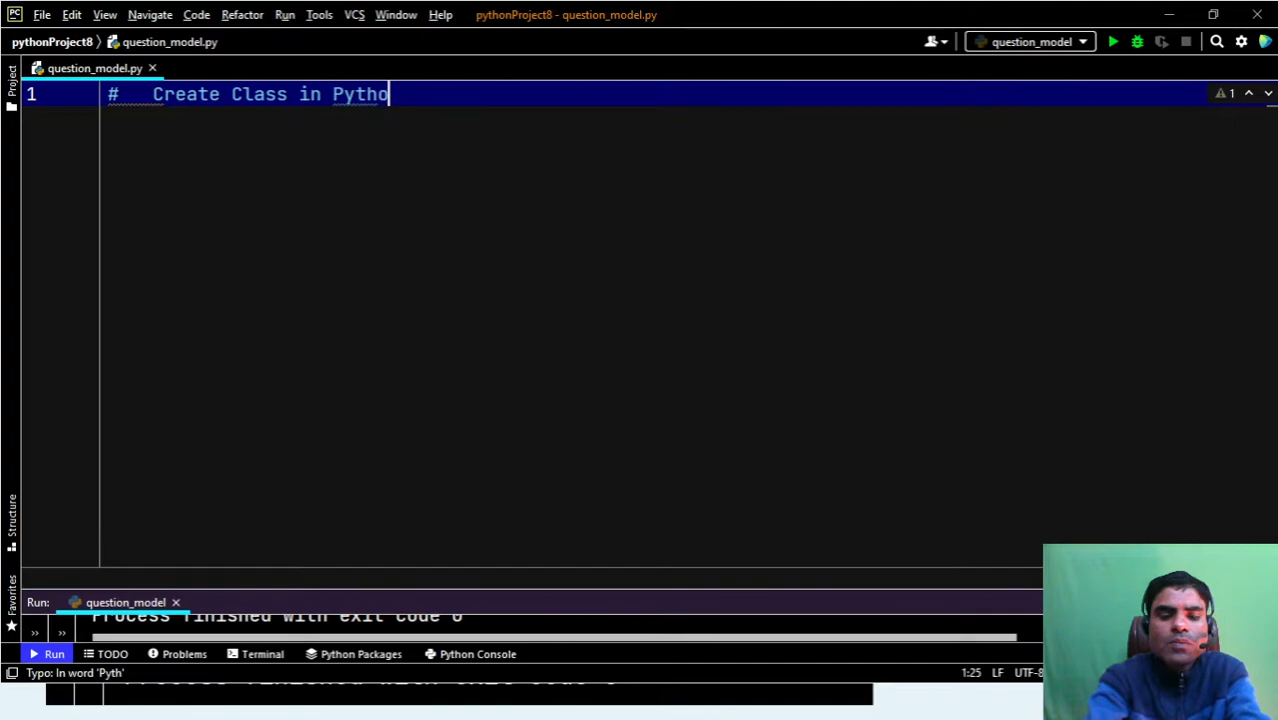 PC File Edit View Navigate Code Refactor Run Tools VCS Window Help pythonProject8 - question_model.py
pythonProject8 question_model.py question_model
Project
question_model.py
1 # Create Class in Pytho 1
Structure
Favorites
Run: question_model
Process finished with exit code 0
Run TODO Problems Terminal Python Packages Python Console
Typo: In word 'Pyth' 1:25 LF UTF-8